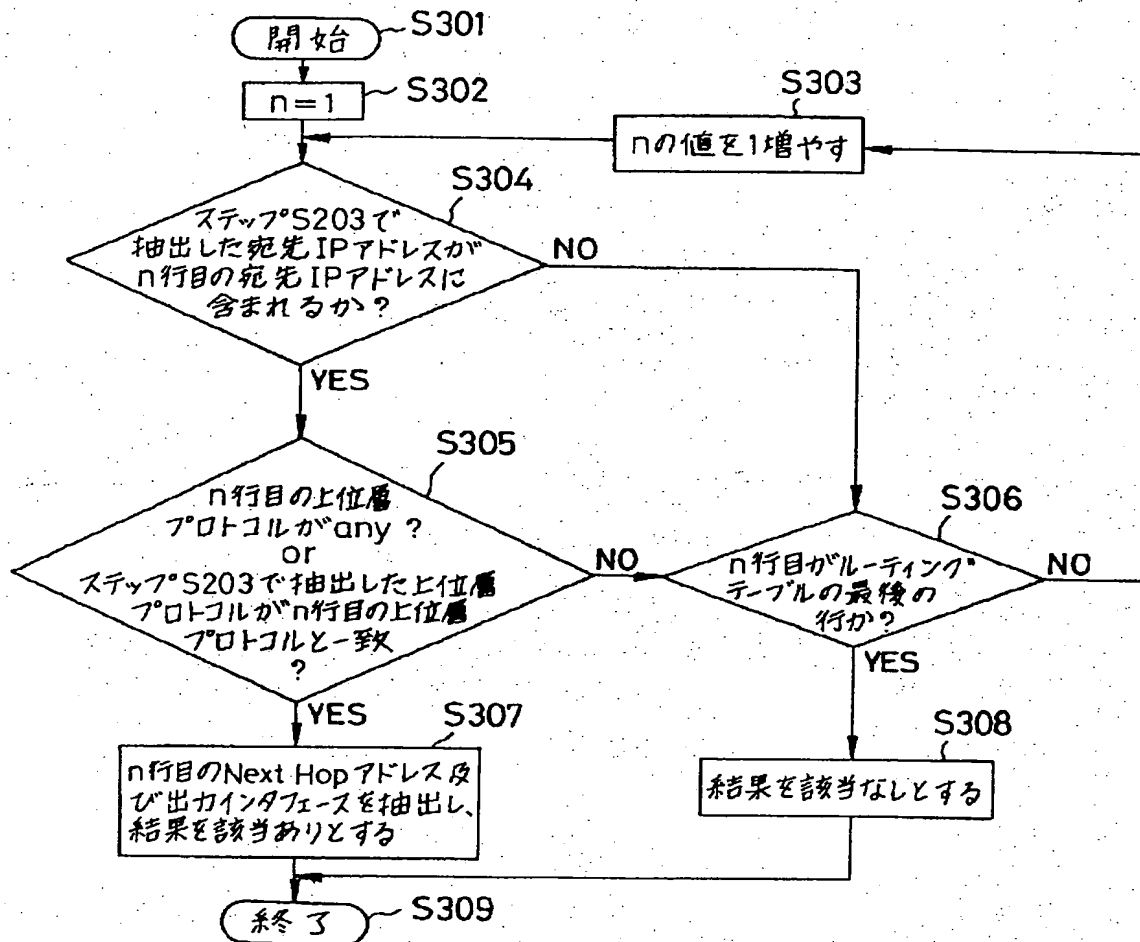 開始
S301
n=1
S302
S303
nの値を1増やす
S304
ステップS203で
抽出した宛先IPアドレスが
n行目の宛先IPアドレスに
含まれるか?
NO
YES
S305
n行目の上位層
プロトコルがany?
or
ステップS203で抽出した上位層
プロトコルがn行目の上位層
プロトコルと一致
?
NO
YES
S306
n行目がルーティング
テーブルの最後の
行か?
NO
YES
S307
n行目のNext Hopアドレス及
び出力インタフェースを抽出し、
結果を該当ありとする
S308
結果を該当なしとする
終了
S309